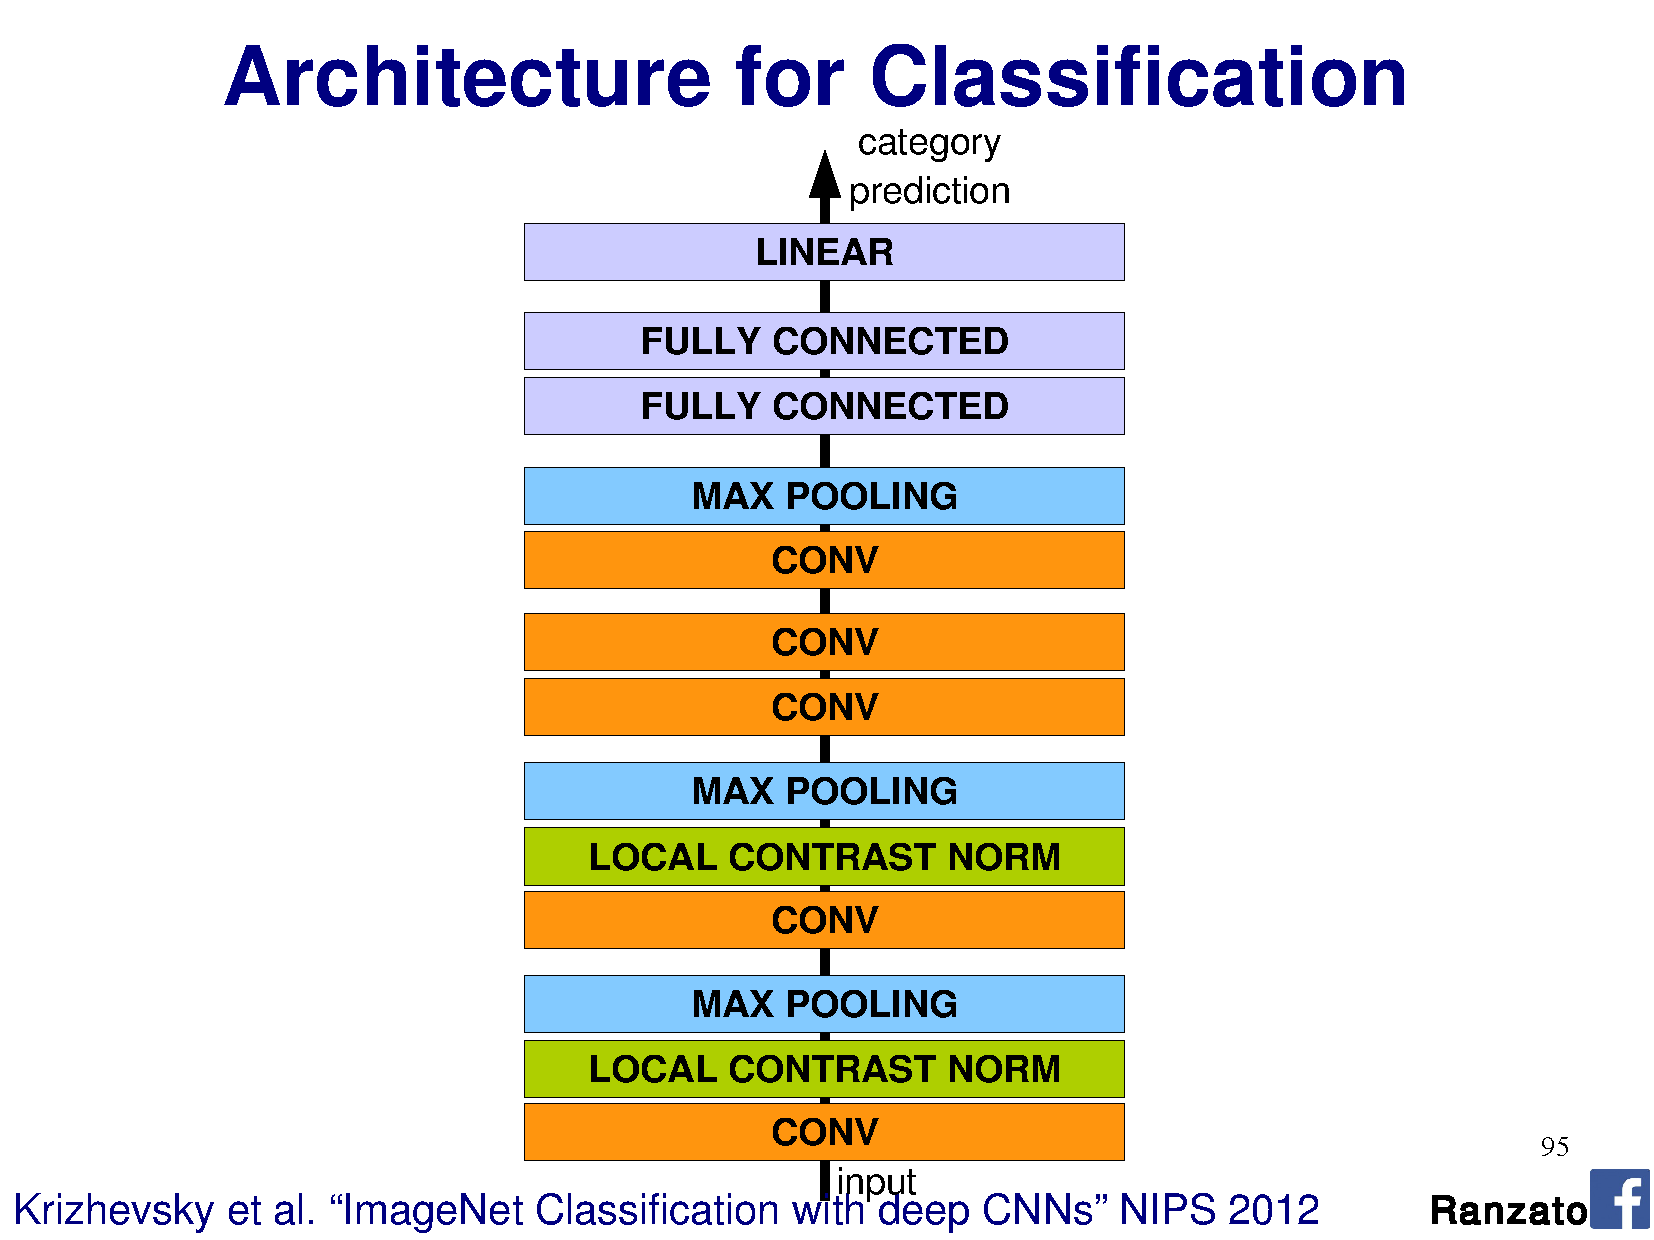 Architecture for Classification
category
prediction
LINEAR
FULLY CONNECTED
FULLY CONNECTED
MAX POOLING
CONV
CONV
CONV
MAX POOLING
LOCAL CONTRAST NORM
CONV
MAX POOLING
LOCAL CONTRAST NORM
CONV
95
input
Krizhevsky et al. “ImageNet Classification with deep CNNs” NIPS 2012
Ranzato f